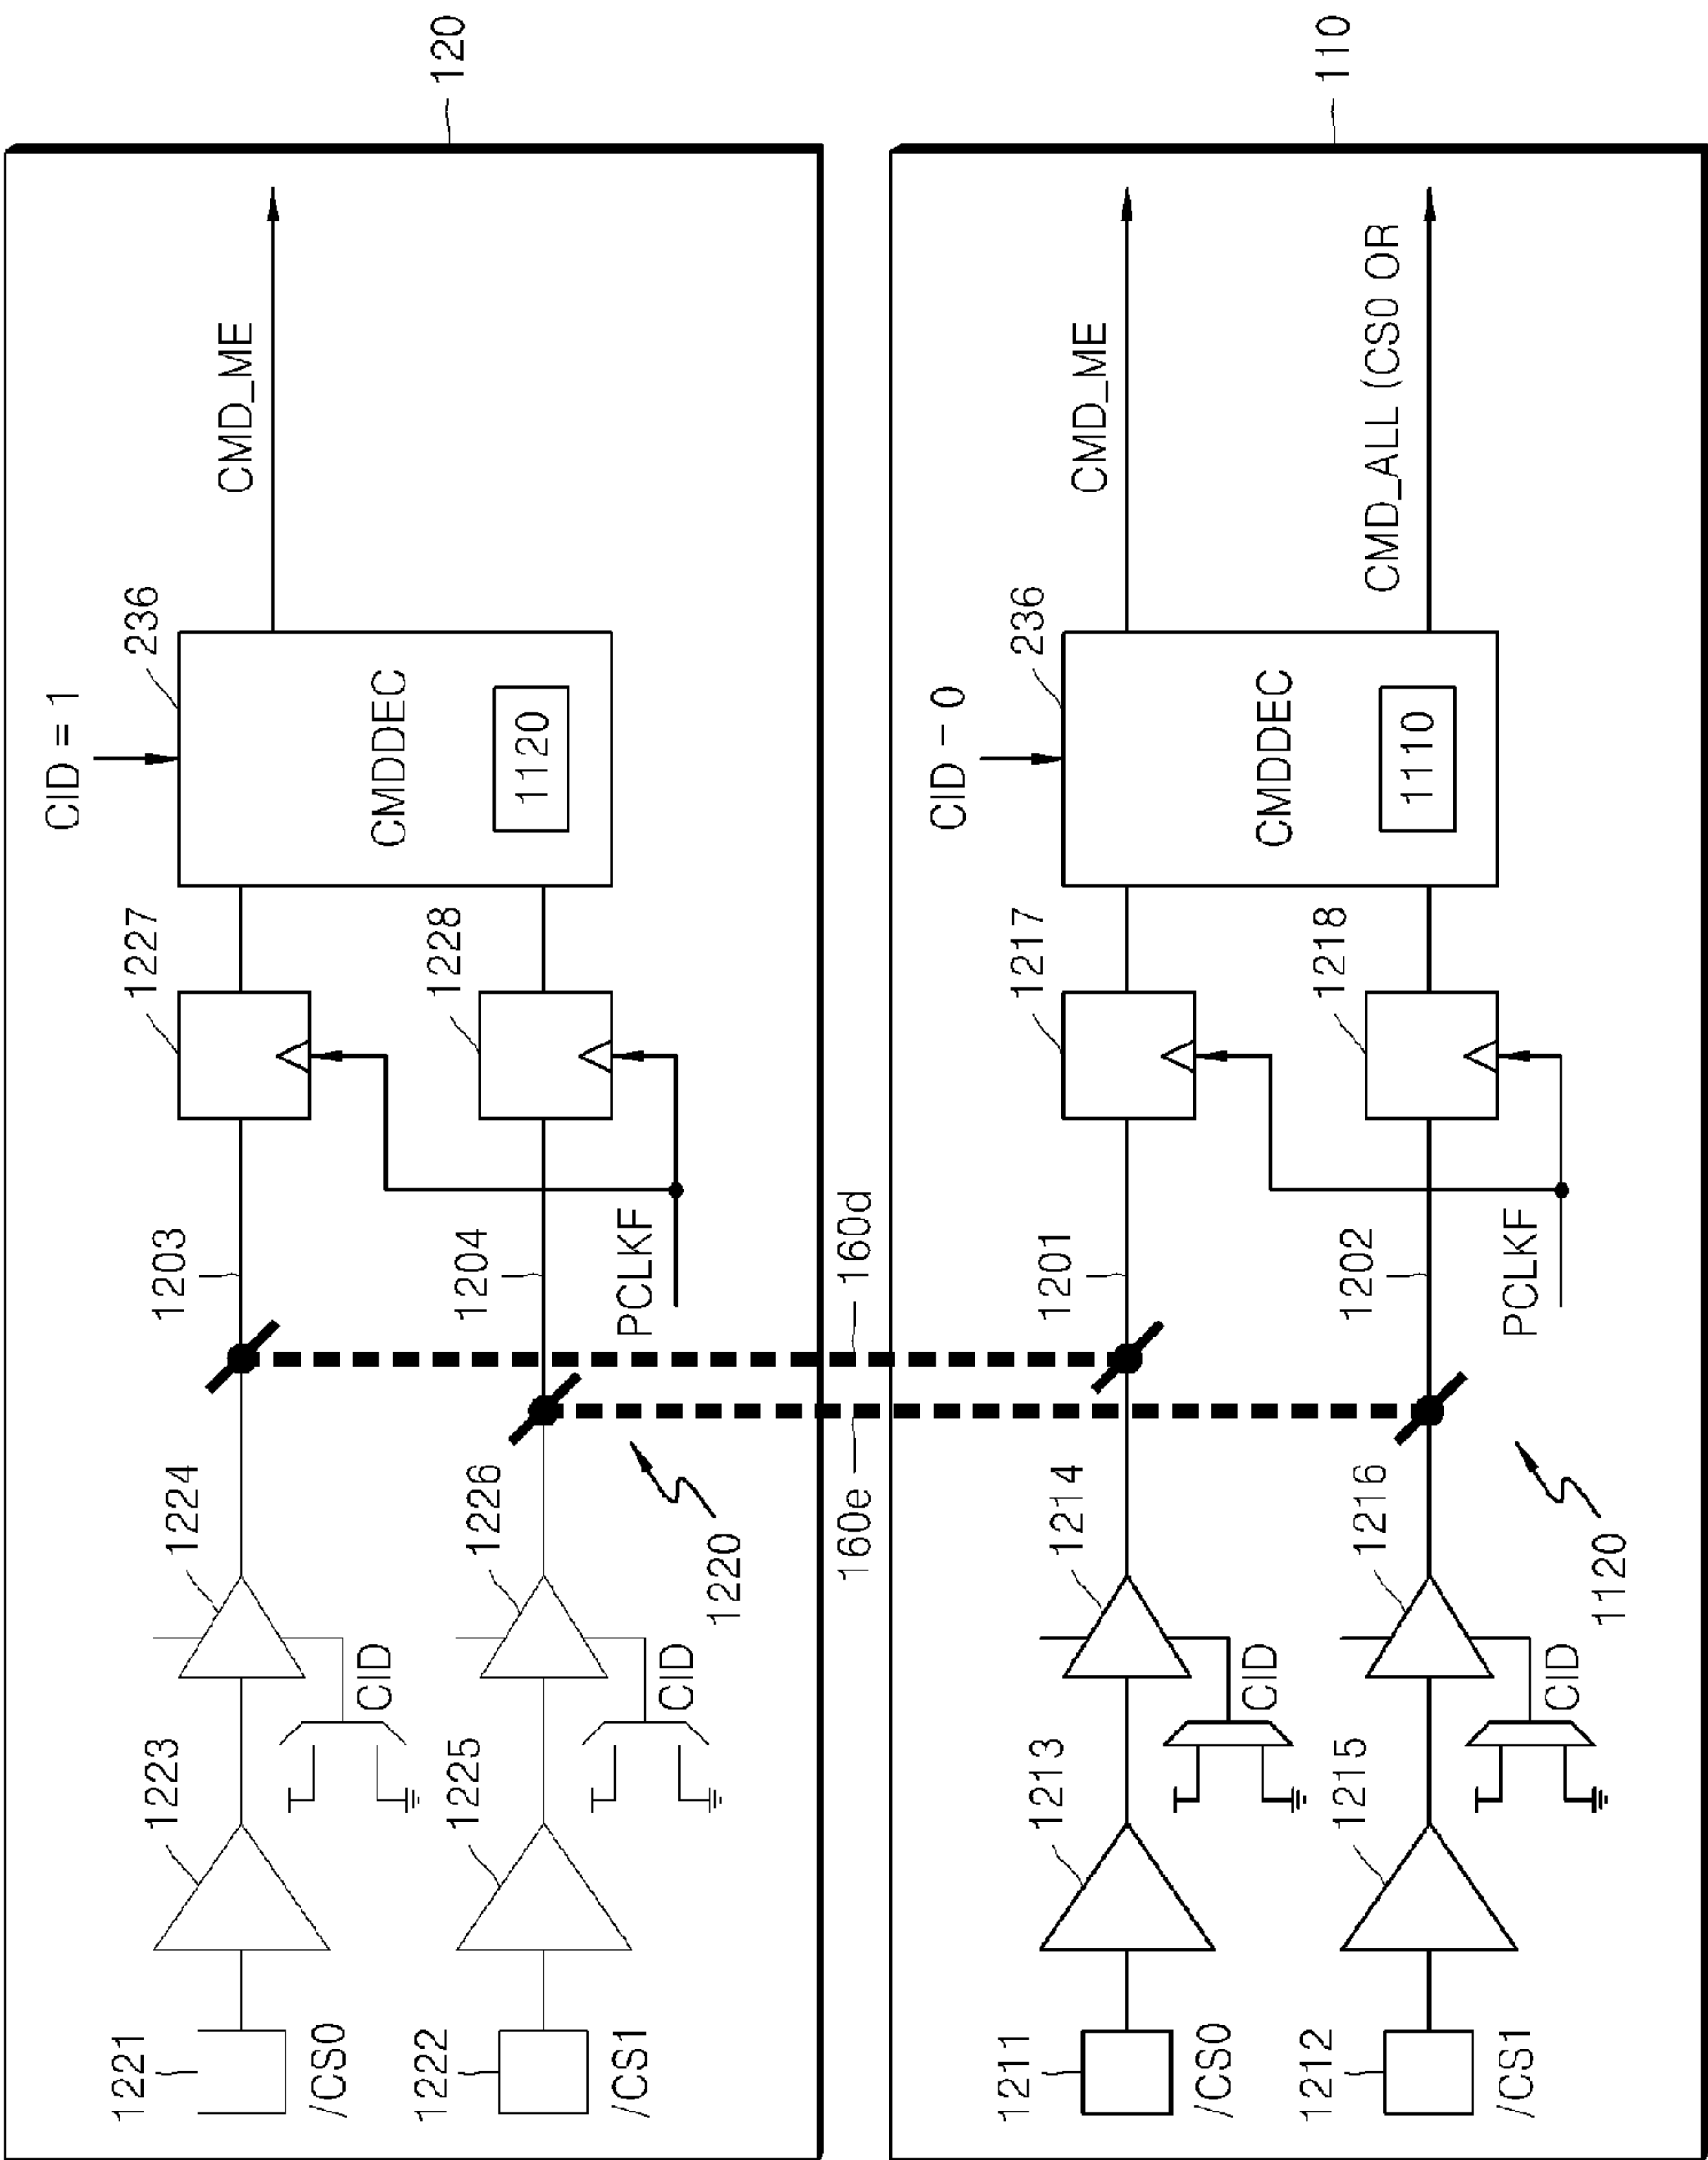 120
CID = 1
236
CMD_ME
CMDDEC
1120
1227
1228
1203
1204
PCLKF
1224
1226
CID
CID
1220
1223
1225
1221
/CS0
1222
/CS1
160d
160e
110
CID - 0
236
CMD_ME
CMD_ALL (CS0 OR
CMDDEC
1110
1217
1218
1201
1202
PCLKF
1214
1216
CID
CID
1120
1213
1215
1211
/CS0
1212
/CS1